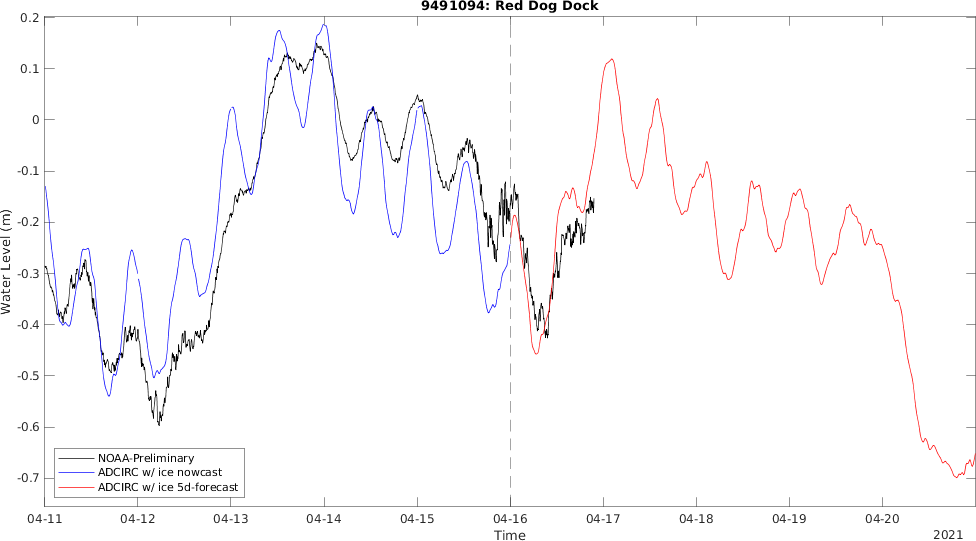 9491094: Red Dog Dock
0.2
0.1
0
-0.1
-0.2
-0.3
-0.4
-0.5
-0.6
-0.7
Water Level (m)
NOAA-Preliminary
ADCIRC w/ ice nowcast
ADCIRC w/ ice 5d-forecast
04-11 04-12 04-13 04-14 04-15 04-16 04-17 04-18 04-19 04-20
Time
2021